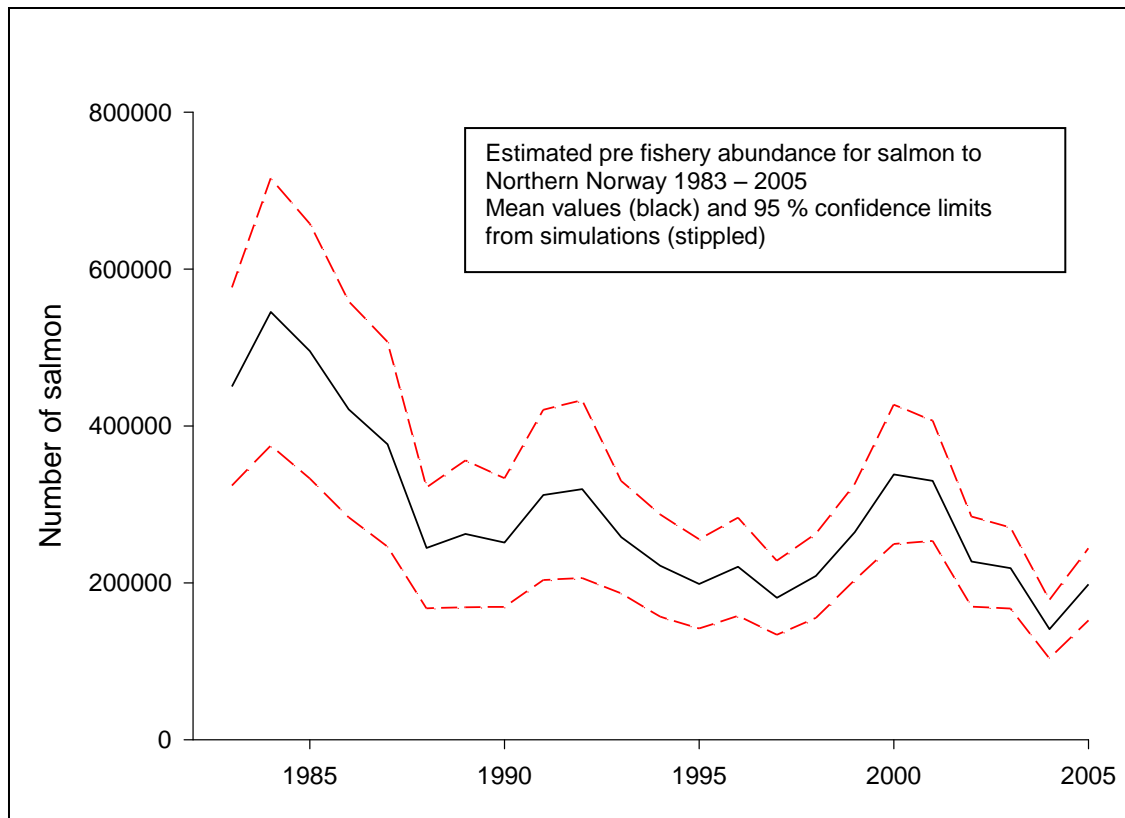 800000
Estimated pre fishery abundance for salmon to
Northern Norway 1983 – 2005
Mean values (black) and 95 % confidence limits
from simulations (stippled)
600000
Number of salmon
400000
200000
0
1985
1990
1995
2000
2005